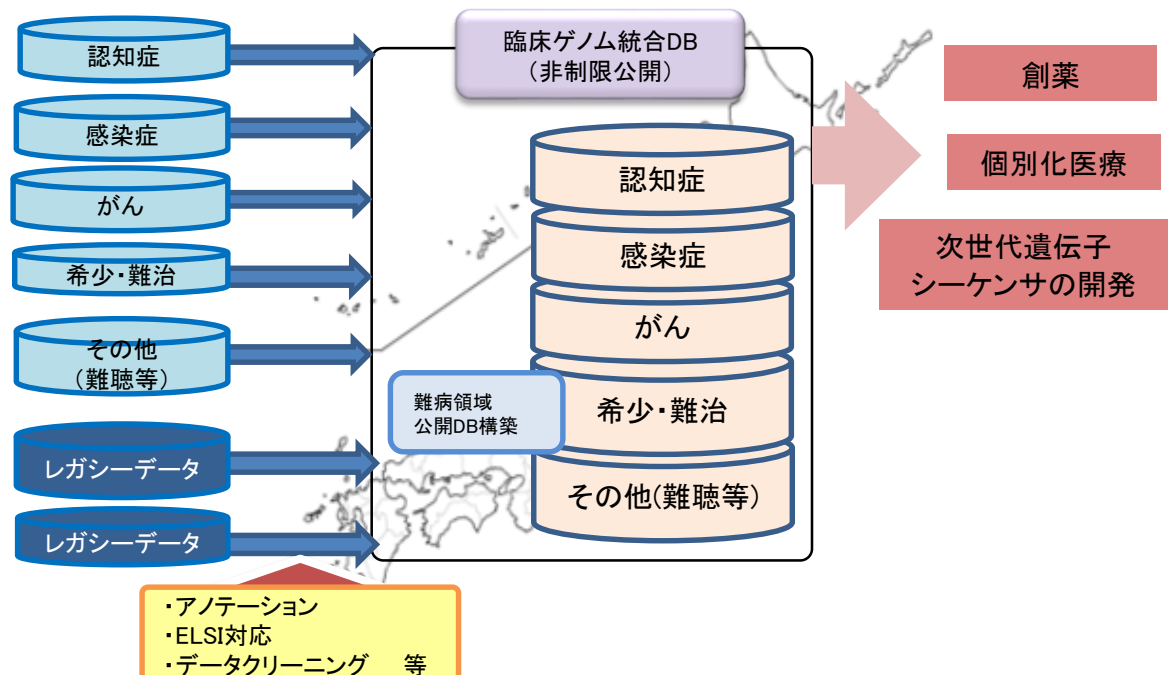 認知症
感染症
がん
希少・難治
その他
(難聴等)
レガシーデータ
レガシーデータ
・アノテーション
・ELSI対応
・データクリーニング　等
臨床ゲノム統合DB
（非制限公開）
認知症
感染症
がん
希少・難治
その他(難聴等)
難病領域
公開DB構築
創薬
個別化医療
次世代遺伝子
シーケンサの開発